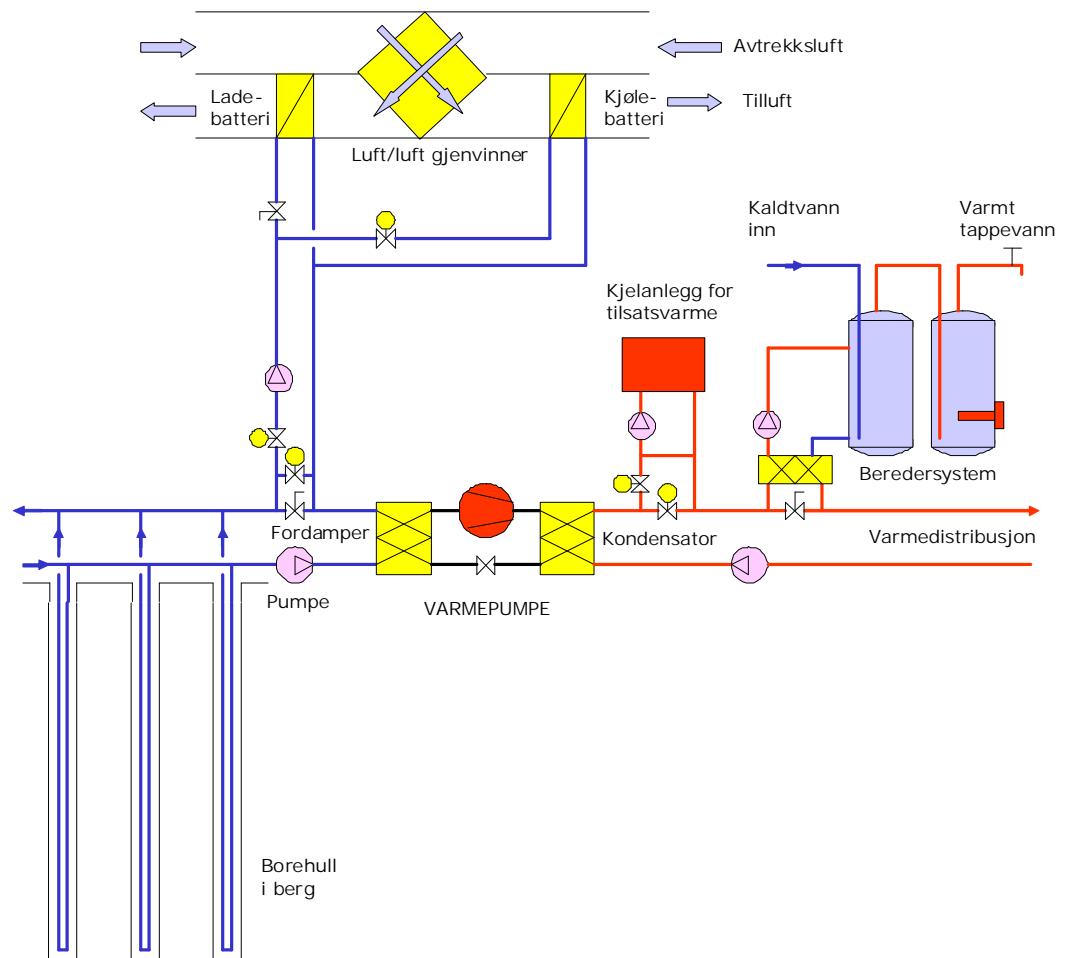 Avtrekksluft
Lade-
batteri
Kjøle-
batteri
Tilluft
Luft/luft gjenvinner
Kaldtvann
inn
Varmt
tappevann
Kjelanlegg for
tilsatsvarme
Beredersystem
Fordamper
Kondensator
Varmedistribusjon
Pumpe
VARMEPUMPE
Borehull
i berg